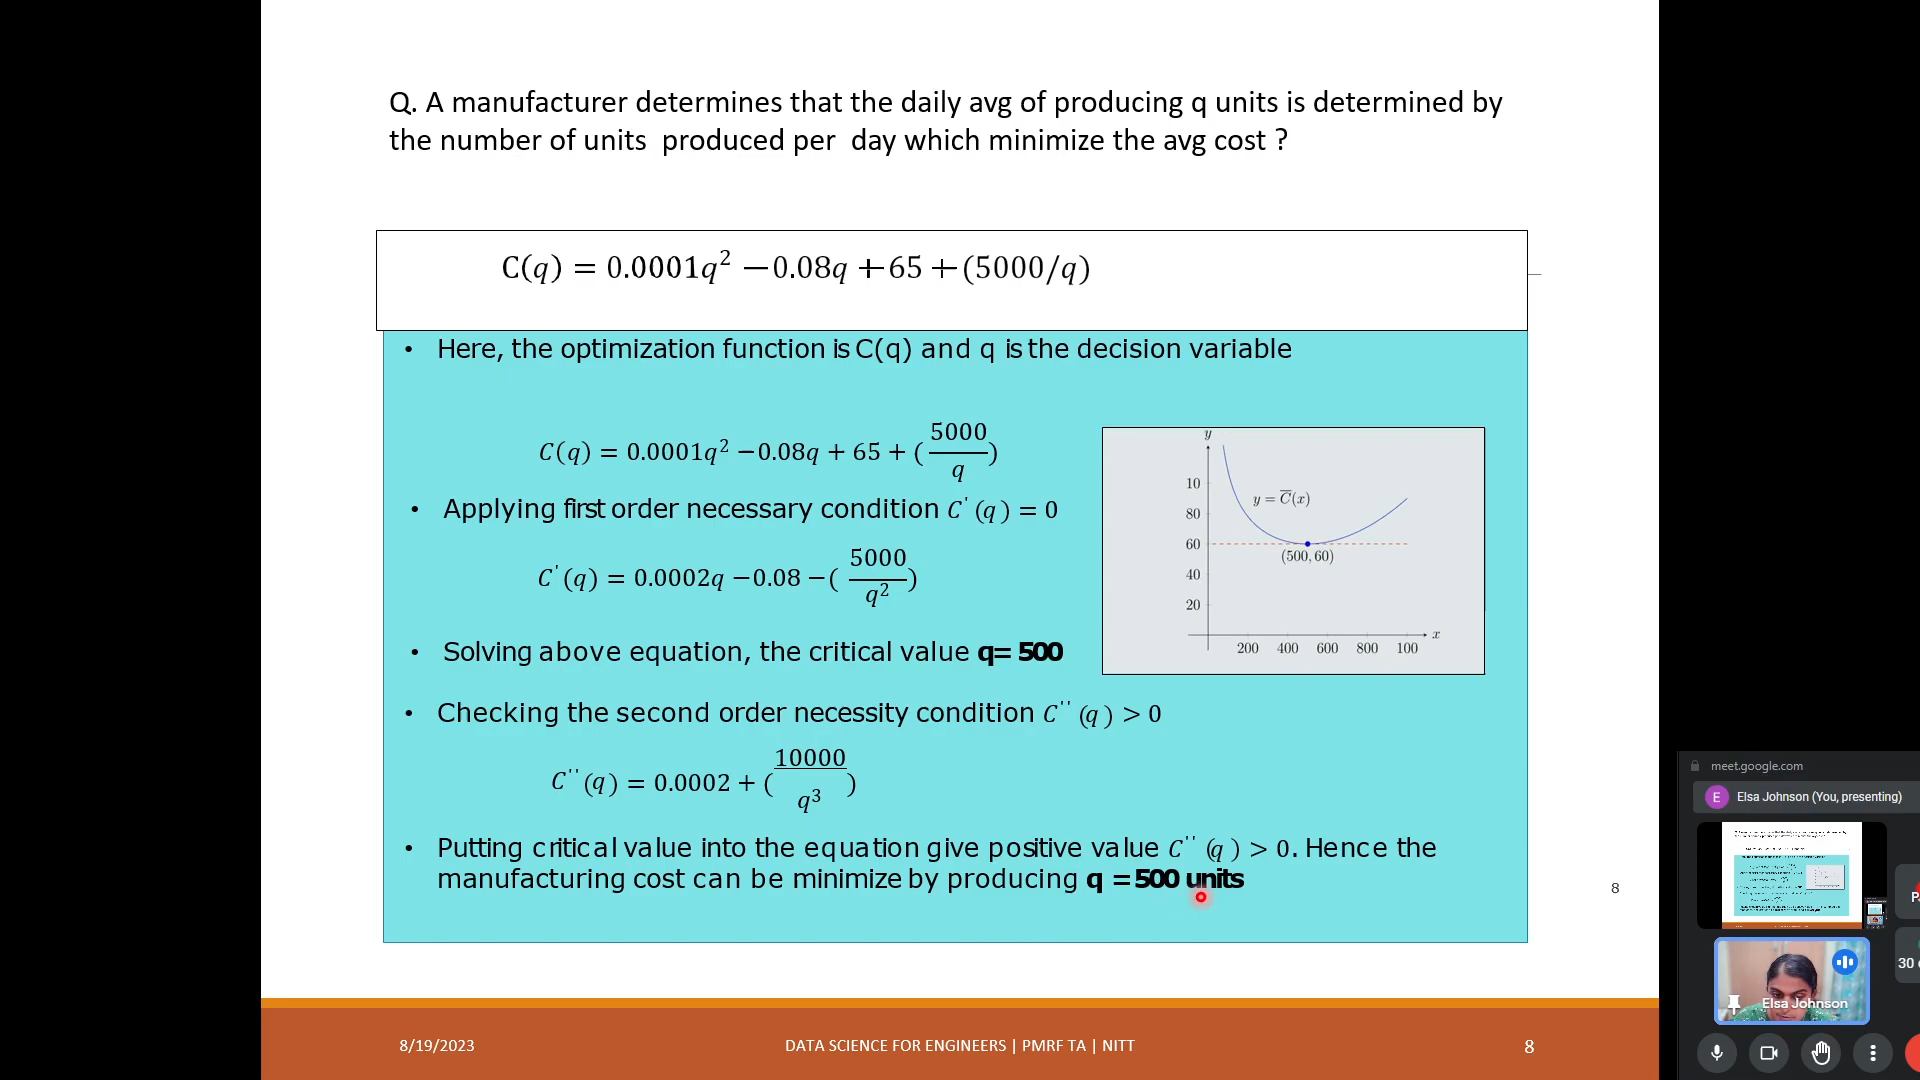 Q. A manufacturer determines that the daily avg of producing q units is determined by
the number of units produced per day which minimize the avg cost ?
C(q) = 0.0001q² −0.08q +65 +(5000/q)
• Here, the optimization function is C(q) and q is the decision variable
C(q) = 0.0001q² −0.08q + 65 + (5000/q)
• Applying first order necessary condition C'(q) = 0
C'(q) = 0.0002q −0.08 −(5000/q²)
• Solving above equation, the critical value q= 500
• Checking the second order necessity condition C''(q) > 0
C''(q) = 0.0002 + (10000/q³)
• Putting critical value into the equation give positive value C''(q) > 0. Hence the
manufacturing cost can be minimize by producing q = 500 units
y
10
80
60
40
20
y = C̅(x)
(500, 60)
200 400 600 800 100
x
8
8/19/2023
DATA SCIENCE FOR ENGINEERS | PMRF TA | NITT
8
meet.google.com
E
Elsa Johnson (You, presenting)
Elsa Johnson
30